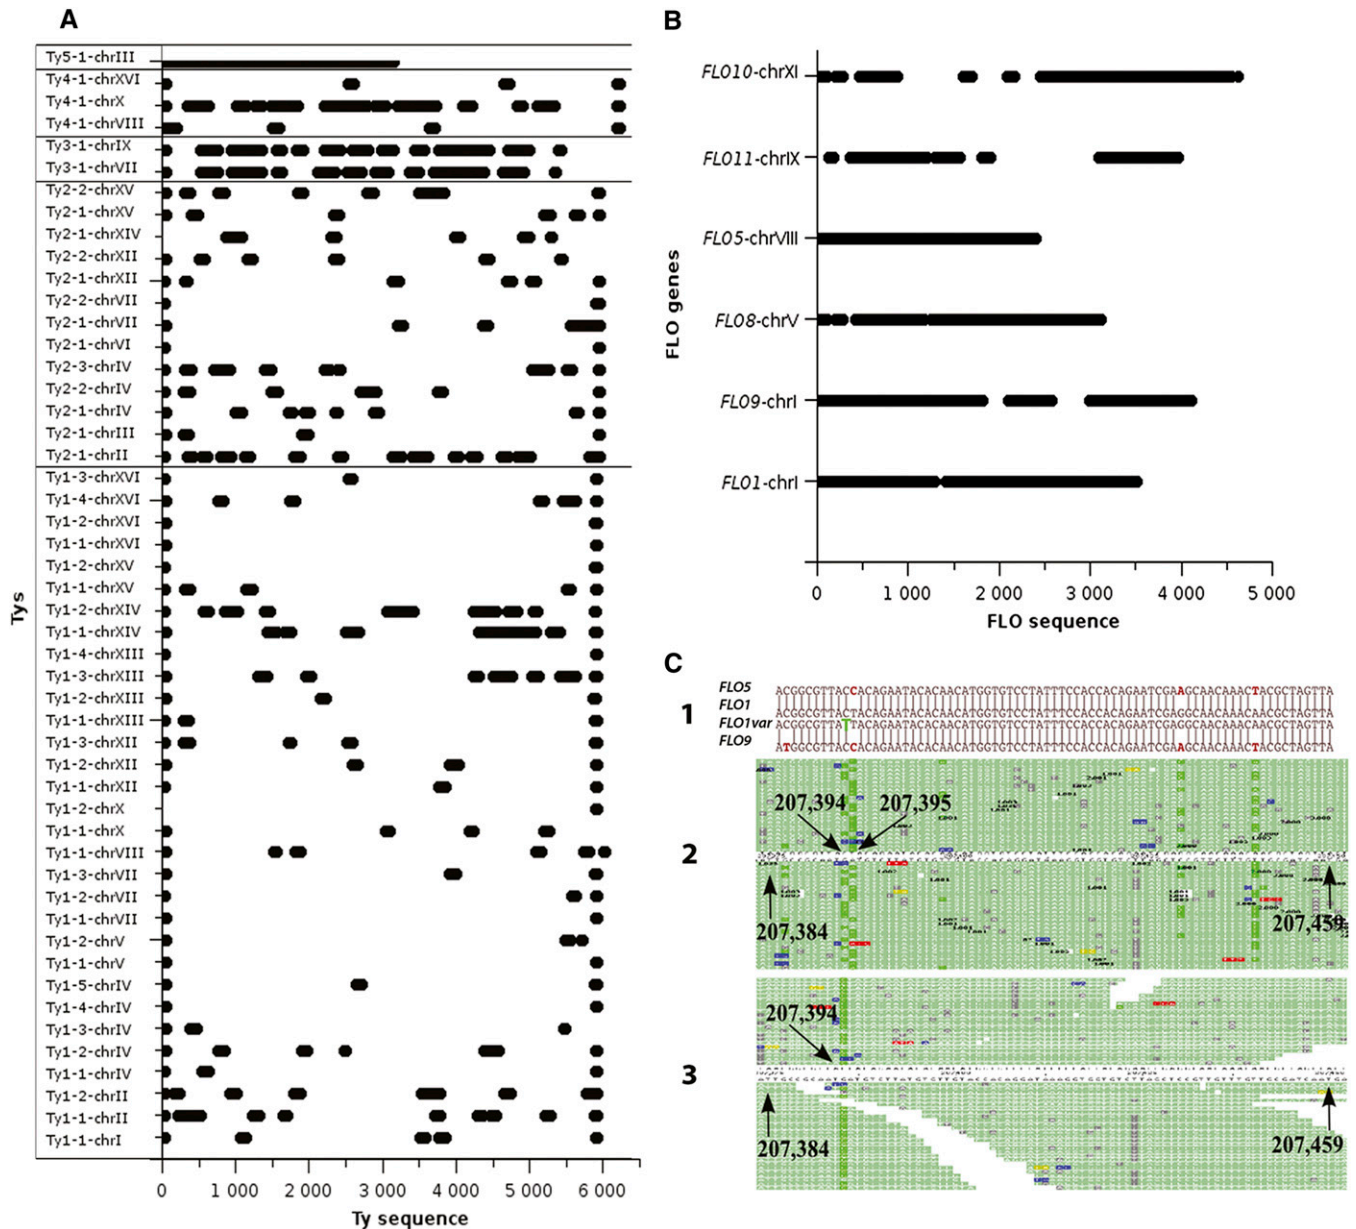 A
Ty5-1-chrIII
Ty4-1-chrXVI
Ty4-1-chrX
Ty4-1-chrVIII
Ty3-1-chrIX
Ty3-1-chrVII
Ty2-2-chrXV
Ty2-1-chrXV
Ty2-1-chrXIV
Ty2-2-chrXII
Ty2-1-chrXII
Ty2-2-chrVII
Ty2-1-chrVII
Ty2-1-chrVI
Ty2-3-chrIV
Ty2-2-chrIV
Ty2-1-chrIV
Ty2-1-chrIII
Ty2-1-chrII
Ty1-3-chrXVI
Ty1-4-chrXVI
Ty1-2-chrXVI
Ty1-1-chrXVI
Ty1-2-chrXV
Ty1-1-chrXV
Ty1-2-chrXIV
Ty1-1-chrXIV
Ty1-4-chrXIII
Ty1-3-chrXIII
Ty1-2-chrXIII
Ty1-1-chrXIII
Ty1-3-chrXII
Ty1-2-chrXII
Ty1-1-chrXII
Ty1-2-chrX
Ty1-1-chrX
Ty1-1-chrVIII
Ty1-3-chrVII
Ty1-2-chrVII
Ty1-1-chrVII
Ty1-2-chrV
Ty1-1-chrV
Ty1-5-chrIV
Ty1-4-chrIV
Ty1-3-chrIV
Ty1-2-chrIV
Ty1-1-chrIV
Ty1-2-chrII
Ty1-1-chrII
Ty1-1-chrI
Tys
0 1 000 2 000 3 000 4 000 5 000 6 000
Ty sequence
B
FLO10-chrXI
FLO11-chrIX
FLO5-chrVIII
FLO8-chrV
FLO9-chrI
FLO1-chrI
FLO genes
0 1 000 2 000 3 000 4 000 5 000
FLO sequence
C
1
FLO5 ACGGCGTTACCACAGAATACACAACATGGTGTCCTATTTCCACCACAGAATCGAAGCAACAAACTACGCTAGTTA
FLO1
FLO1var ACGGCGTTATTACAGAATACACAACATGGTGTCCTATTTCCACCACAGAATCGAGGCAACAAACAACGCTAGTTA
FLO9 ATGGCGTTACCACAGAATACACAACATGGTGTCCTATTTCCACCACAGAATCGAAGCAACAAACTACGCTAGTTA
2
207,394 207,395
207,384 207,459
3
207,394
207,384 207,459